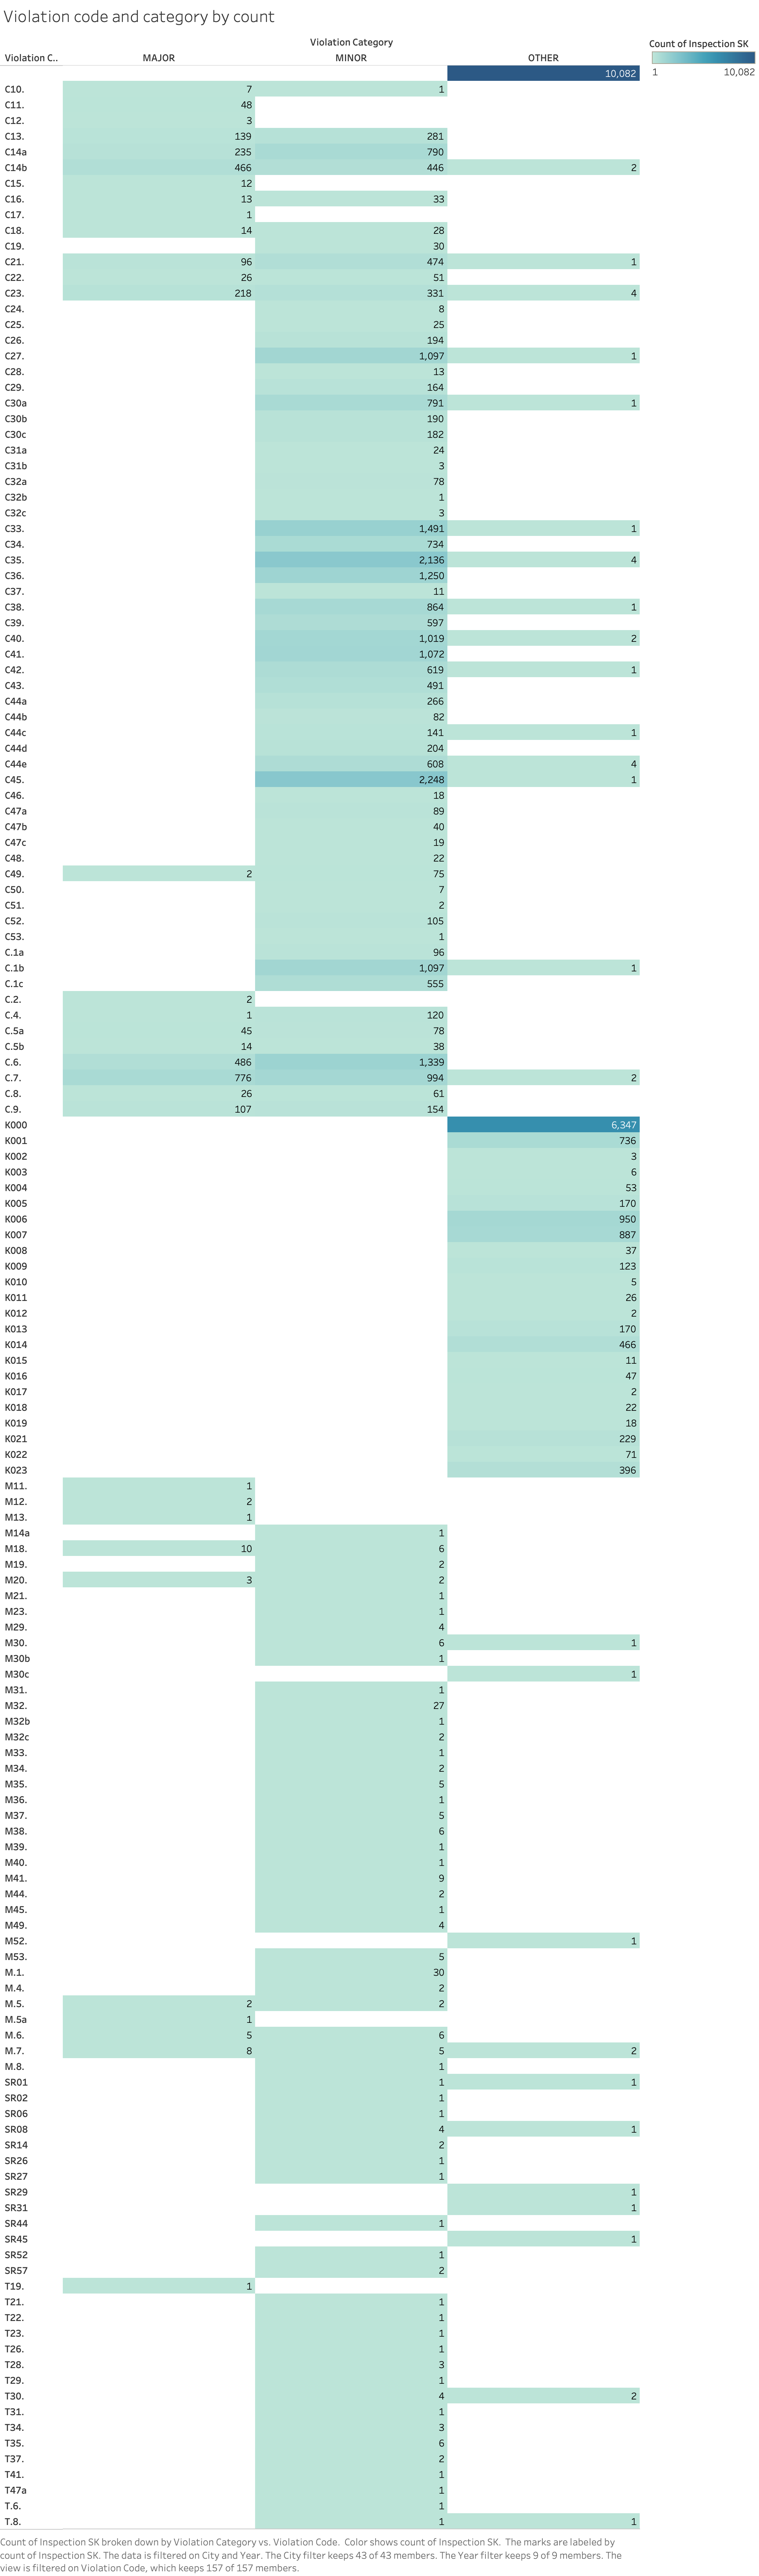 Violation code and category by count
Violation Category
Count of Inspection SK
Violation C.. MAJOR MINOR OTHER
1 10,082
10,082
C10. 7 1
C11. 48
C12. 3
C13. 139 281
C14a 235 790
C14b 466 446 2
C15. 12
C16. 13 33
C17. 1
C18. 14 28
C19. 30
C21. 96 474 1
C22. 26 51
C23. 218 331 4
C24. 8
C25. 25
C26. 194
C27. 1,097 1
C28. 13
C29. 164
C30a 791 1
C30b 190
C30c 182
C31a 24
C31b 3
C32a 78
C32b 1
C32c 3
C33. 1,491 1
C34. 734
C35. 2,136 4
C36. 1,250
C37. 11
C38. 864 1
C39. 597
C40. 1,019 2
C41. 1,072
C42. 619 1
C43. 491
C44a 266
C44b 82
C44c 141 1
C44d 204
C44e 608 4
C45. 2,248 1
C46. 18
C47a 89
C47b 40
C47c 19
C48. 22
C49. 2 75
C50. 7
C51. 2
C52. 105
C53. 1
C.1a 96
C.1b 1,097 1
C.1c 555
C.2. 2
C.4. 1 120
C.5a 45 78
C.5b 14 38
C.6. 486 1,339
C.7. 776 994 2
C.8. 26 61
C.9. 107 154
K000 6,347
K001 736
K002 3
K003 6
K004 53
K005 170
K006 950
K007 887
K008 37
K009 123
K010 5
K011 26
K012 2
K013 170
K014 466
K015 11
K016 47
K017 2
K018 22
K019 18
K021 229
K022 71
K023 396
M11. 1
M12. 2
M13. 1
M14a 1
M18. 10 6
M19. 2
M20. 3 2
M21. 1
M23. 1
M29. 4
M30. 6 1
M30b 1
M30c 1
M31. 1
M32. 27
M32b 1
M32c 2
M33. 1
M34. 2
M35. 5
M36. 1
M37. 5
M38. 6
M39. 1
M40. 1
M41. 9
M44. 2
M45. 1
M49. 4
M52. 1
M53. 5
M.1. 30
M.4. 2
M.5. 2 2
M.5a 1
M.6. 5 6
M.7. 8 5 2
M.8. 1
SR01 1 1
SR02 1
SR06 1
SR08 4 1
SR14 2
SR26 1
SR27 1
SR29 1
SR31 1
SR44 1
SR45 1
SR52 1
SR57 2
T19. 1
T21. 1
T22. 1
T23. 1
T26. 1
T28. 3
T29. 1
T30. 4 2
T31. 1
T34. 3
T35. 6
T37. 2
T41. 1
T47a 1
T.6. 1
T.8. 1 1
Count of Inspection SK broken down by Violation Category vs. Violation Code. Color shows count of Inspection SK. The marks are labeled by
count of Inspection SK. The data is filtered on City and Year. The City filter keeps 43 of 43 members. The Year filter keeps 9 of 9 members. The
view is filtered on Violation Code, which keeps 157 of 157 members.